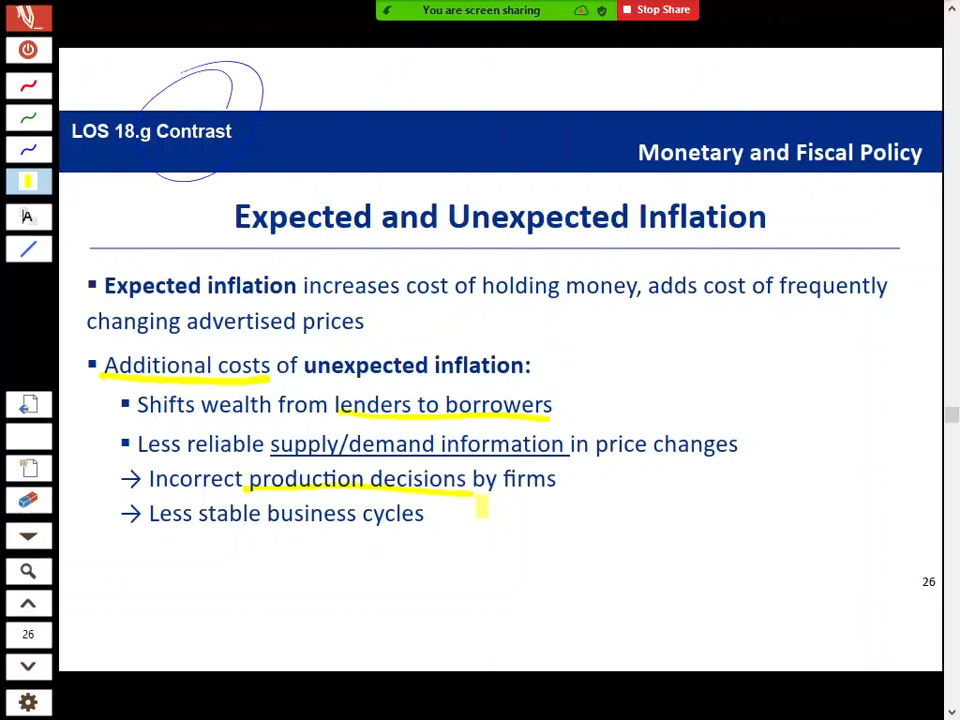 You are screen sharing
Stop Share
LOS 18.g Contrast
Monetary and Fiscal Policy
Expected and Unexpected Inflation
▪ Expected inflation increases cost of holding money, adds cost of frequently
changing advertised prices
▪ Additional costs of unexpected inflation:
▪ Shifts wealth from lenders to borrowers
▪ Less reliable supply/demand information in price changes
→ Incorrect production decisions by firms
→ Less stable business cycles
26
A
26